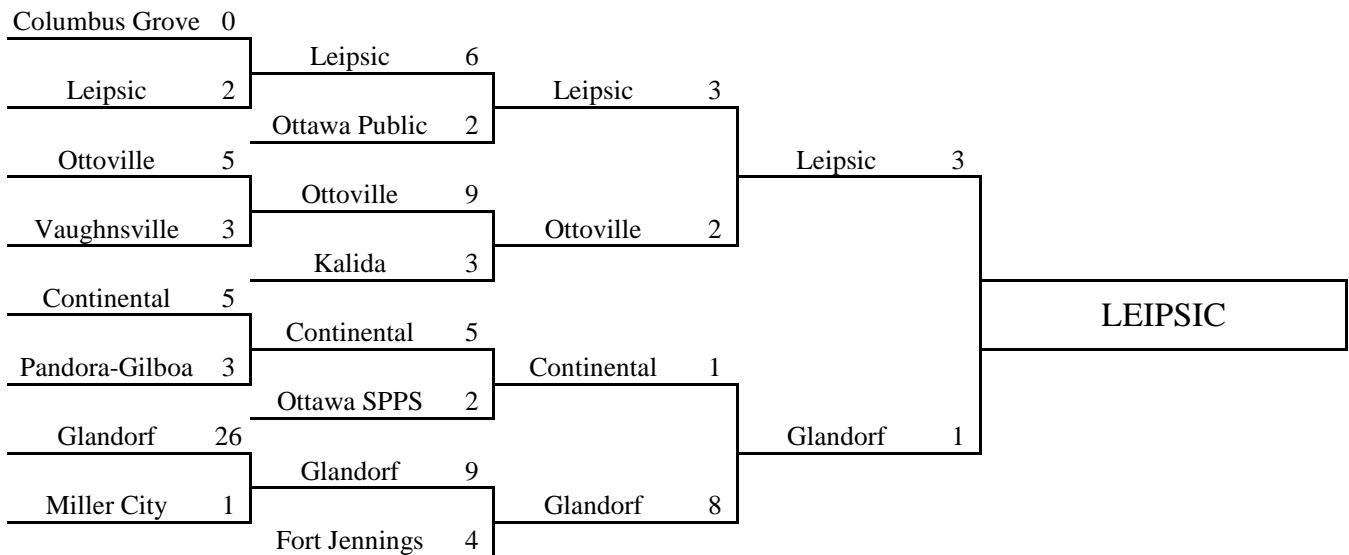 Columbus Grove 0
Leipsic 6
Leipsic 2
Leipsic 3
Ottawa Public 2
Ottoville 5
Leipsic 3
Ottoville 9
Vaughnsville 3
Ottoville 2
Kalida 3
Continental 5
LEIPSIC
Continental 5
Pandora-Gilboa 3
Continental 1
Ottawa SPPS 2
Glandorf 26
Glandorf 1
Glandorf 9
Miller City 1
Glandorf 8
Fort Jennings 4